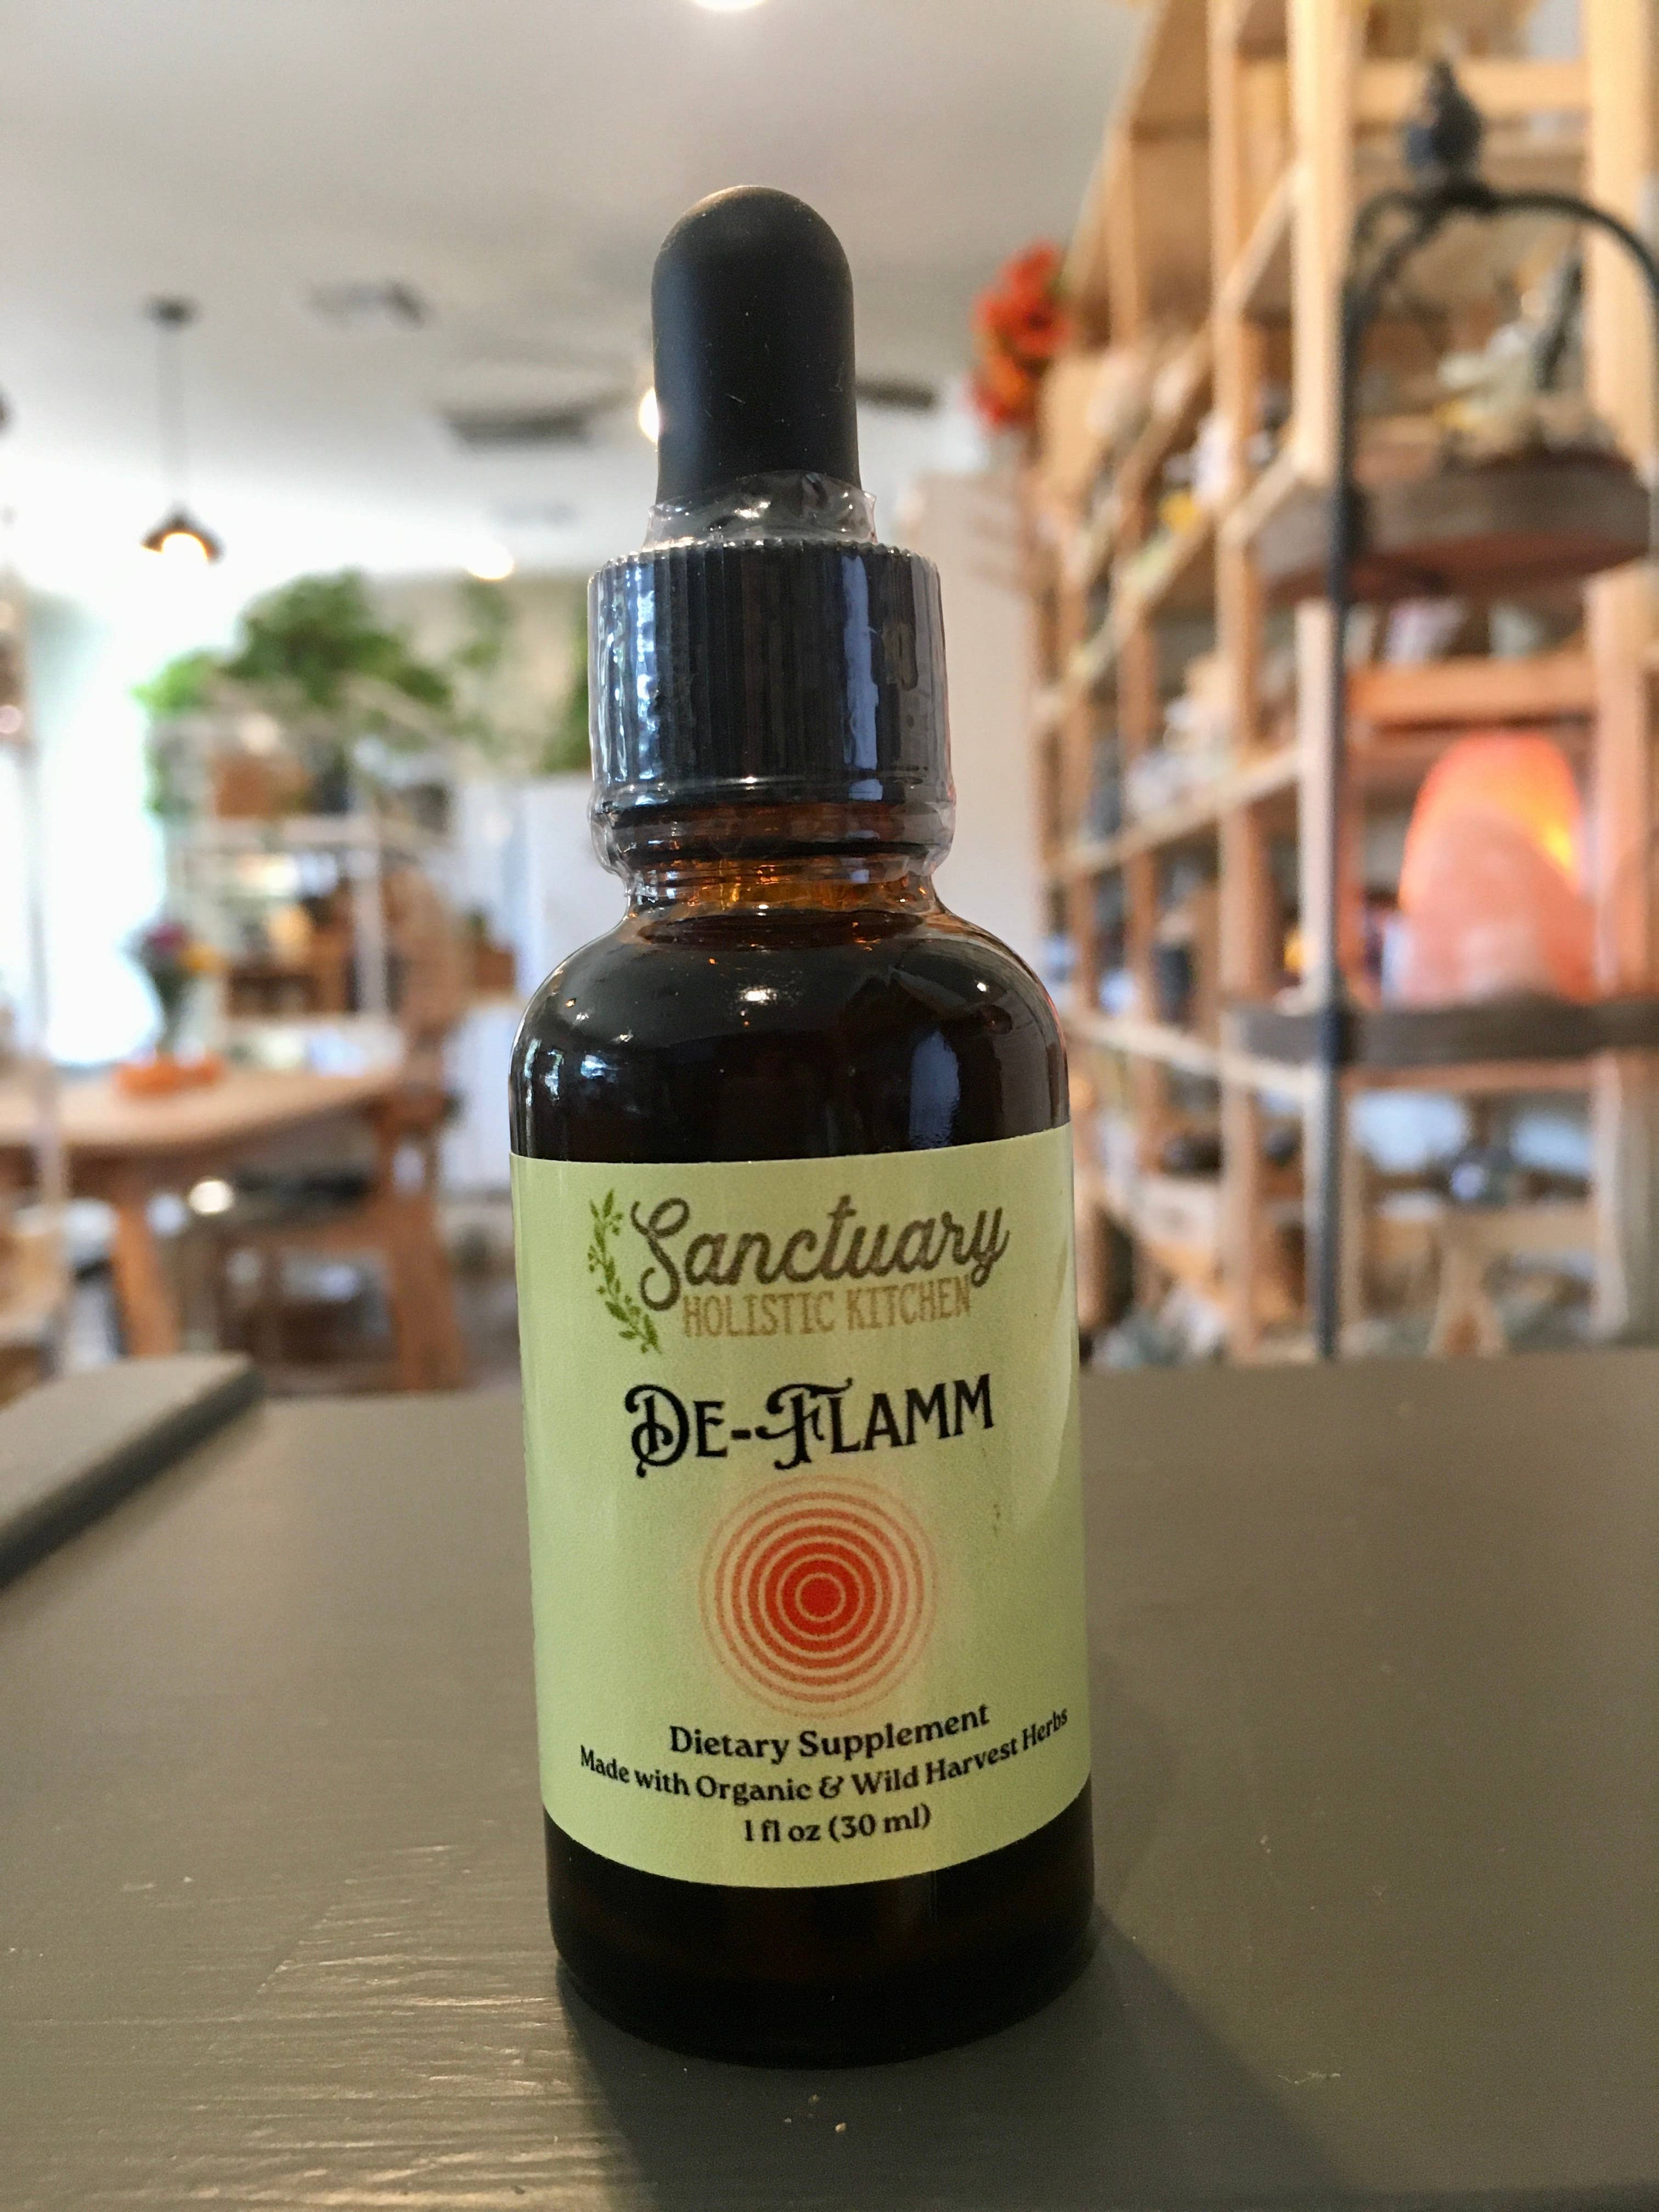 Sanctuary
HOLISTIC KITCHEN
DE-FLAMM
Dietary Supplement
Made with Organic & Wild Harvest Herbs
1 fl oz (30 ml)